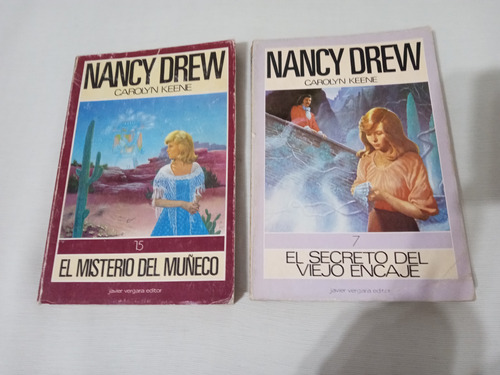 NANCY DREW
CAROLYN KEENE
15
EL MISTERIO DEL MUÑECO
javier vergara editor
NANCY DREW
CAROLYN KEENE
7
EL SECRETO DEL
VIEJO ENCAJE
javier vergara editor